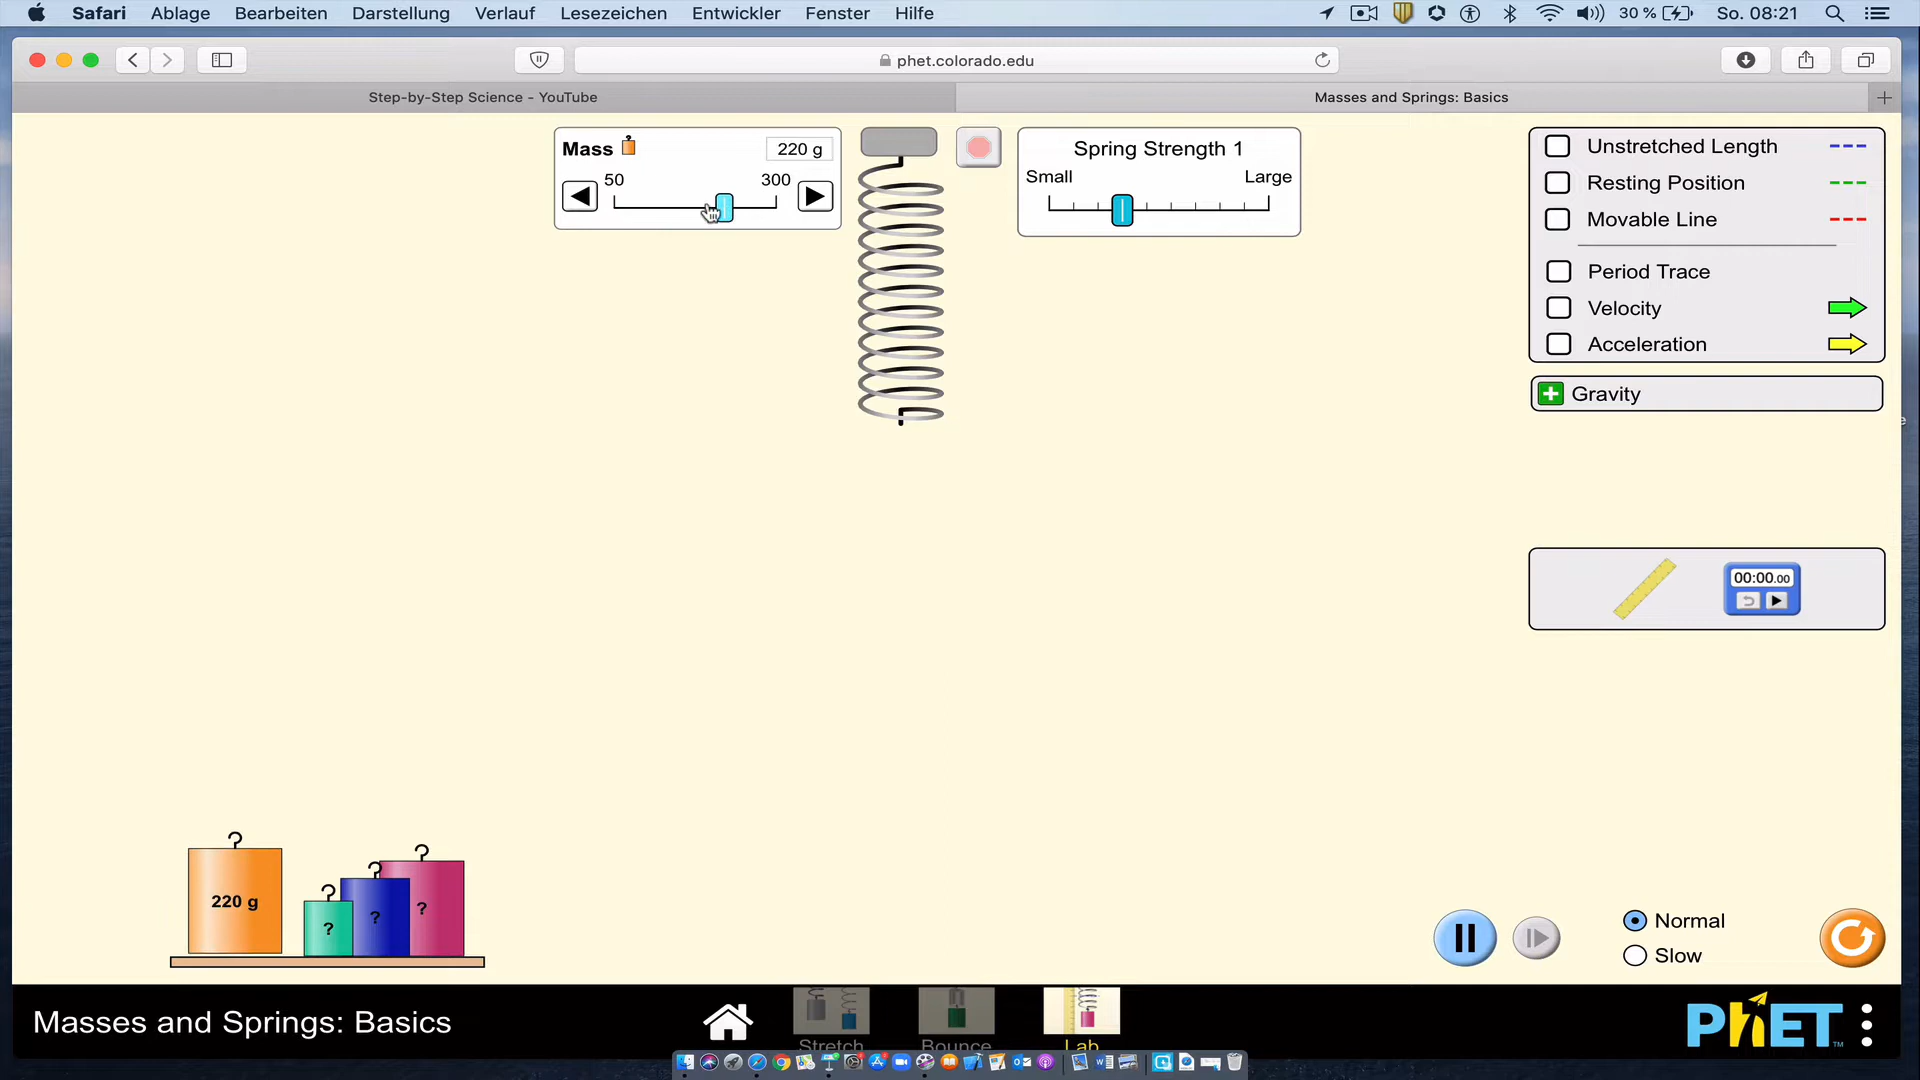 Safari Ablage Bearbeiten Darstellung Verlauf Lesezeichen Entwickler Fenster Hilfe 30 % So. 08:21
phet.colorado.edu
Step-by-Step Science - YouTube Masses and Springs: Basics
Mass 220 g
50 300
Spring Strength 1
Small Large
Unstretched Length
Resting Position
Movable Line
Period Trace
Velocity
Acceleration
Gravity
00:00.00
220 g ? ? ?
Normal
Slow
Masses and Springs: Basics
Stretch Bounce Lab
PhET